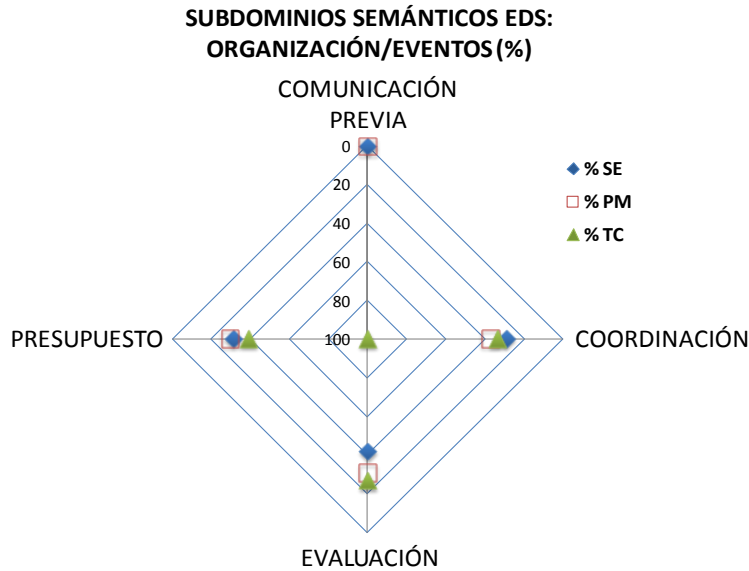 SUBDOMINIOS SEMÁNTICOS EDS:
ORGANIZACIÓN/EVENTOS (%)
COMUNICACIÓN
PREVIA
0
20
40
60
80
100
% SE
% PM
% TC
PRESUPUESTO
COORDINACIÓN
EVALUACIÓN